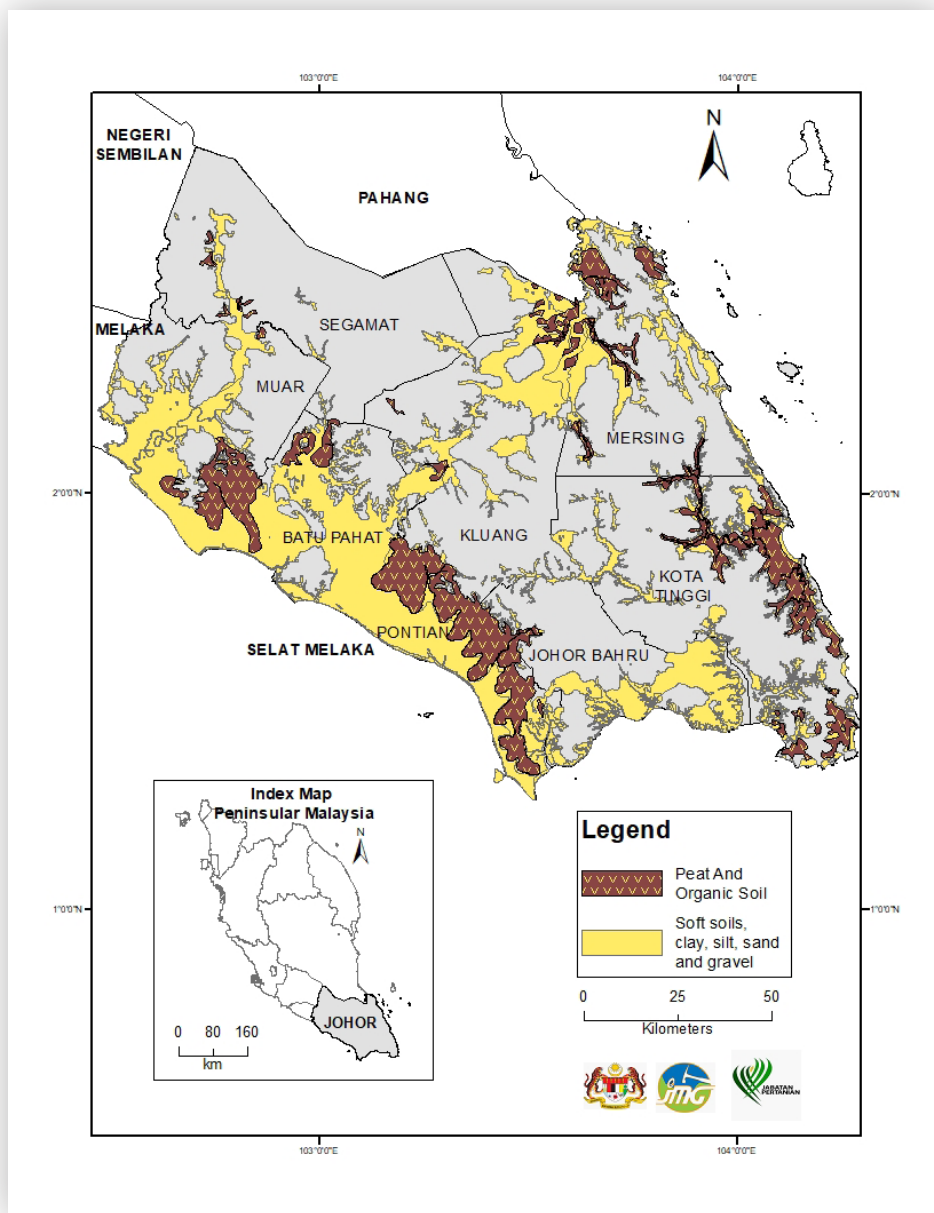 103°0'0"E
104°0'0"E
NEGERI
SEMBILAN
N
PAHANG
MELAKA
SEGAMAT
MUAR
MERSING
2°0'0"N
2°0'0"N
BATU PAHAT
KLUANG
KOTA
TINGGI
PONTIAN
SELAT MELAKA
JOHOR BAHRU
Index Map
Peninsular Malaysia
N
JOHOR
0 80 160
km
Legend
Peat And
Organic Soil
Soft soils,
clay, silt, sand
and gravel
1°0'0"N
1°0'0"N
0 25 50
Kilometers
jMG
JABATAN
PERTANIAN
103°0'0"E
104°0'0"E